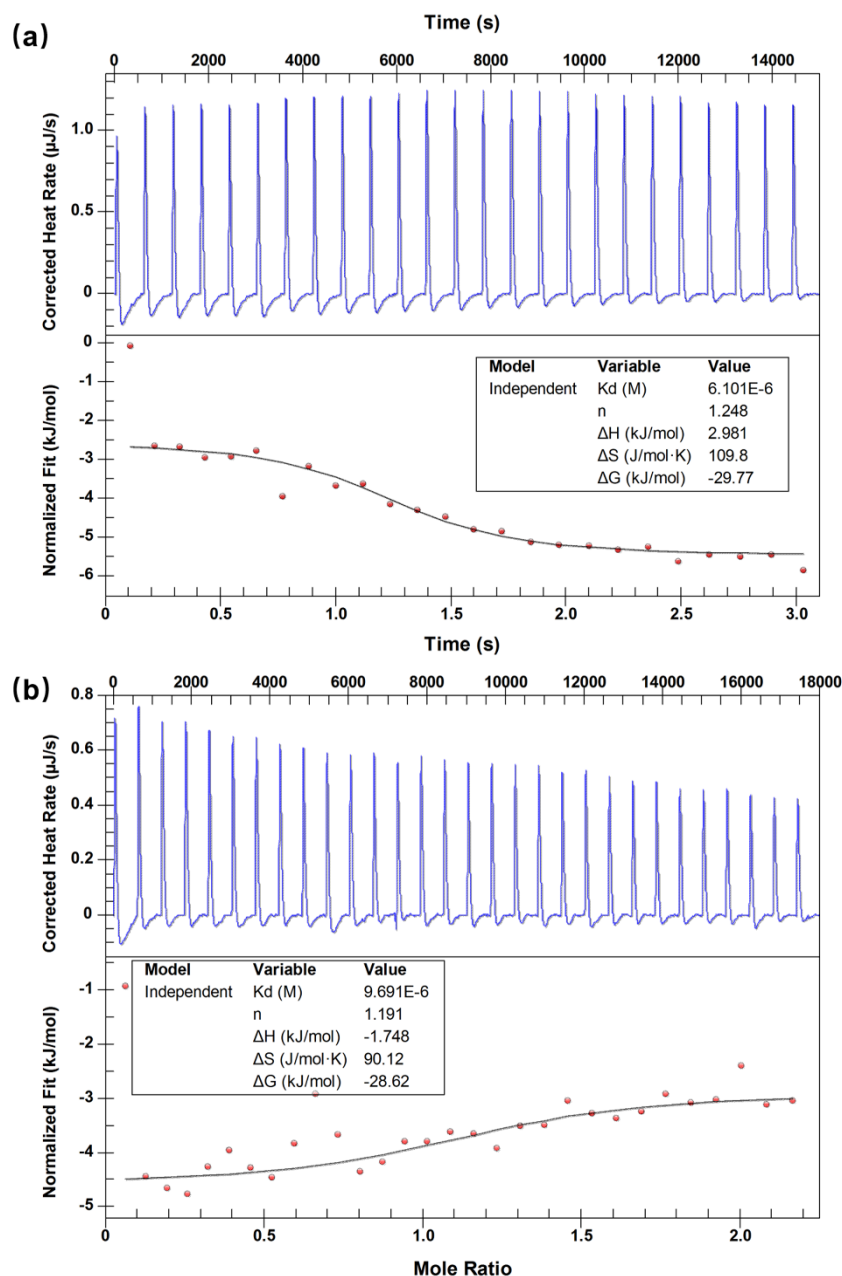 (a)
Time (s)
0 2000 4000 6000 8000 10000 12000 14000
Corrected Heat Rate (µJ/s)
1.0
0.5
0
Normalized Fit (kJ/mol)
0
-1
-2
-3
-4
-5
-6
Model Variable Value
Independent Kd (M) 6.101E-6
n 1.248
ΔH (kJ/mol) 2.981
ΔS (J/mol·K) 109.8
ΔG (kJ/mol) -29.77
0 0.5 1.0 1.5 2.0 2.5 3.0
Time (s)
(b)
0 2000 4000 6000 8000 10000 12000 14000 16000 18000
Corrected Heat Rate (µJ/s)
0.8
0.6
0.4
0.2
0
Normalized Fit (kJ/mol)
-1
-2
-3
-4
-5
Model Variable Value
Independent Kd (M) 9.691E-6
n 1.191
ΔH (kJ/mol) -1.748
ΔS (J/mol·K) 90.12
ΔG (kJ/mol) -28.62
0 0.5 1.0 1.5 2.0
Mole Ratio